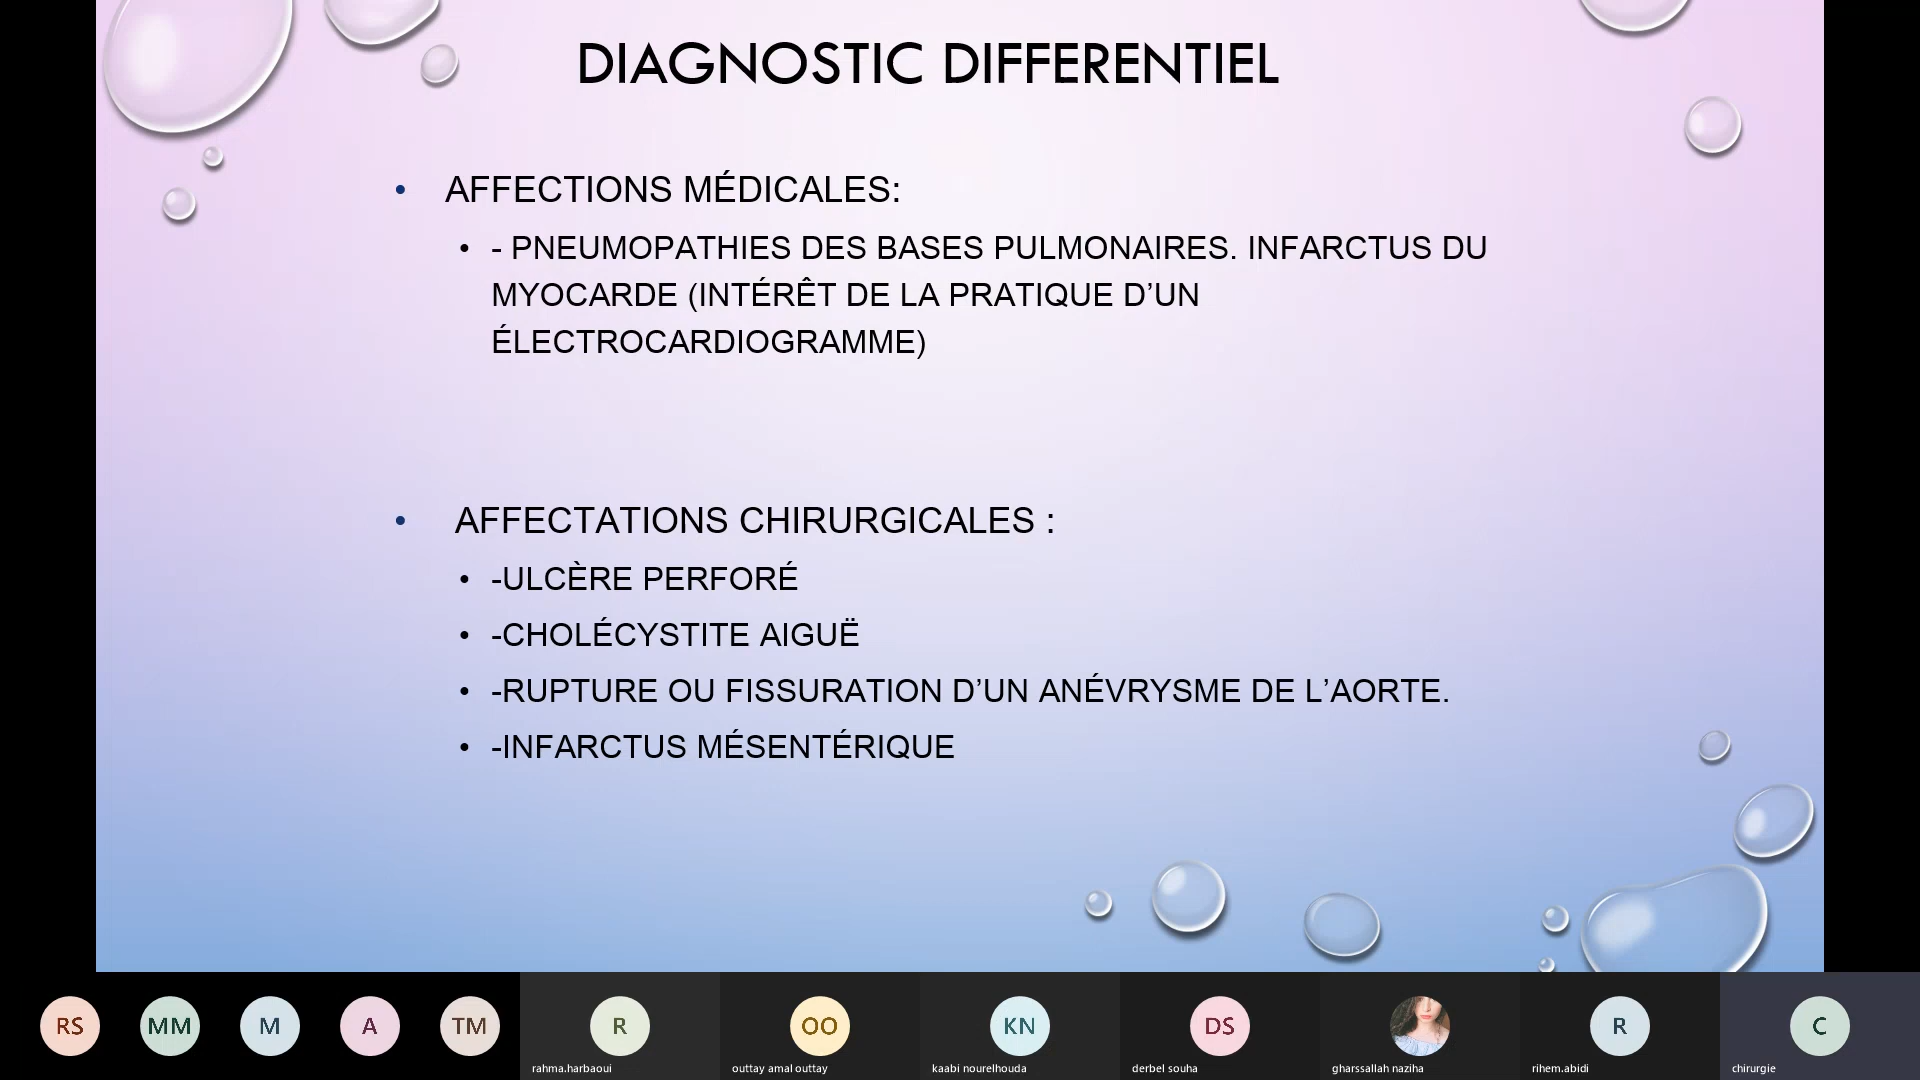 DIAGNOSTIC DIFFERENTIEL
• AFFECTIONS MÉDICALES:
• - PNEUMOPATHIES DES BASES PULMONAIRES. INFARCTUS DU
MYOCARDE (INTÉRÊT DE LA PRATIQUE D’UN
ÉLECTROCARDIOGRAMME)
• AFFECTATIONS CHIRURGICALES :
• -ULCÈRE PERFORÉ
• -CHOLÉCYSTITE AIGUË
• -RUPTURE OU FISSURATION D’UN ANÉVRYSME DE L’AORTE.
• -INFARCTUS MÉSENTÉRIQUE
RS MM M A TM R OO KN DS R C
rahma.harbaoui outtay amal outtay kaabi nourelhouda derbel souha gharssallah naziha rihem.abidi chirurgie